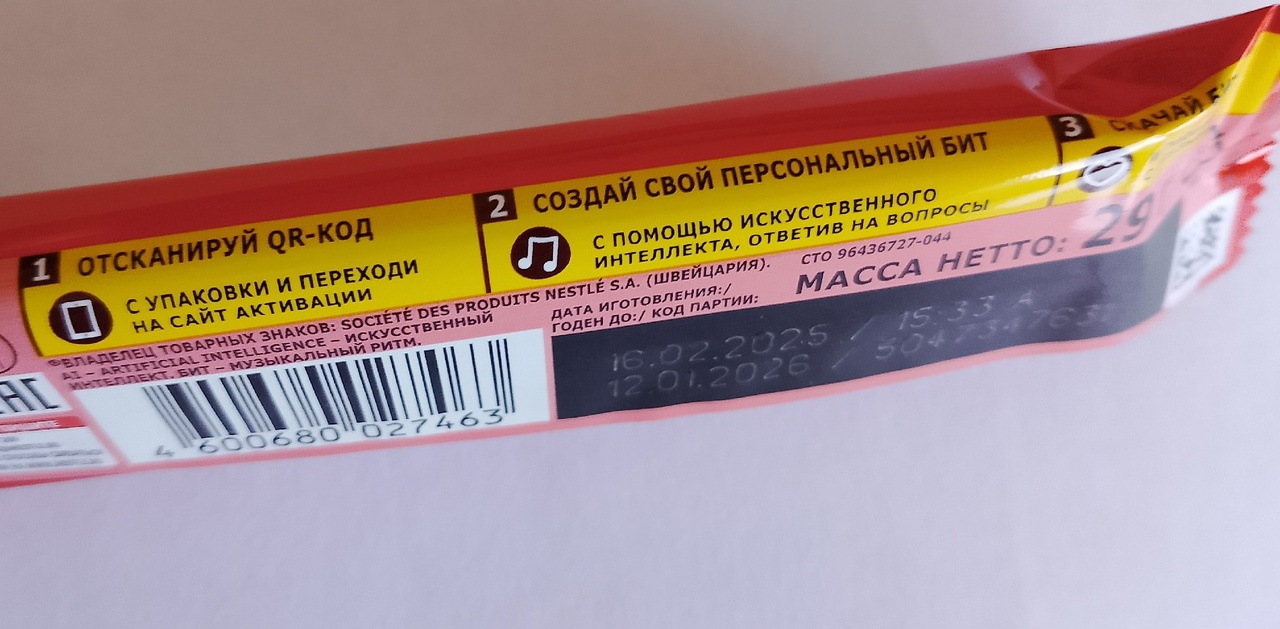 1 ОТСКАНИРУЙ QR-КОД
С УПАКОВКИ И ПЕРЕХОДИ
НА САЙТ АКТИВАЦИИ
2 СОЗДАЙ СВОЙ ПЕРСОНАЛЬНЫЙ БИТ
С ПОМОЩЬЮ ИСКУССТВЕННОГО
ИНТЕЛЛЕКТА, ОТВЕТИВ НА ВОПРОСЫ
3 СКАЧАЙ
®ВЛАДЕЛЕЦ ТОВАРНЫХ ЗНАКОВ: SOCIÉTÉ DES PRODUITS NESTLÉ S.A. (ШВЕЙЦАРИЯ).
AI – ARTIFICIAL INTELLIGENCE – ИСКУССТВЕННЫЙ
ИНТЕЛЛЕКТ. БИТ – МУЗЫКАЛЬНЫЙ РИТМ.
СТО 96436727-044
МАССА НЕТТО: 29
ДАТА ИГОТОВЛЕНИЯ:/
ГОДЕН ДО:/ КОД ПАРТИИ:
16.02.2025 / 15:33 A
12.01.2026 /
EAC
4 600680 027463